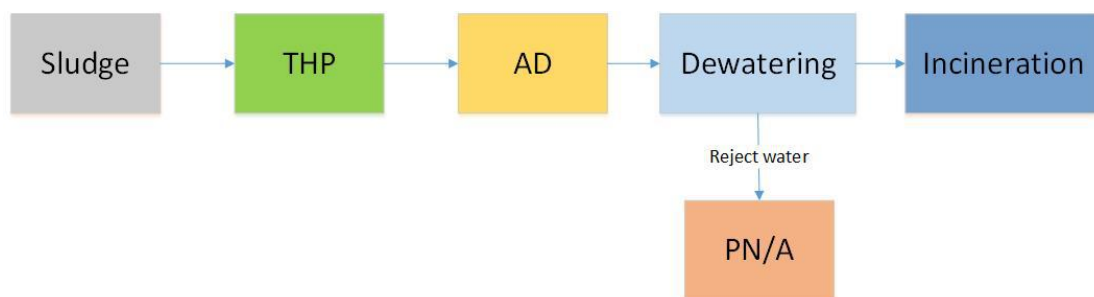 Sludge
THP
AD
Dewatering
Incineration
Reject water
PN/A